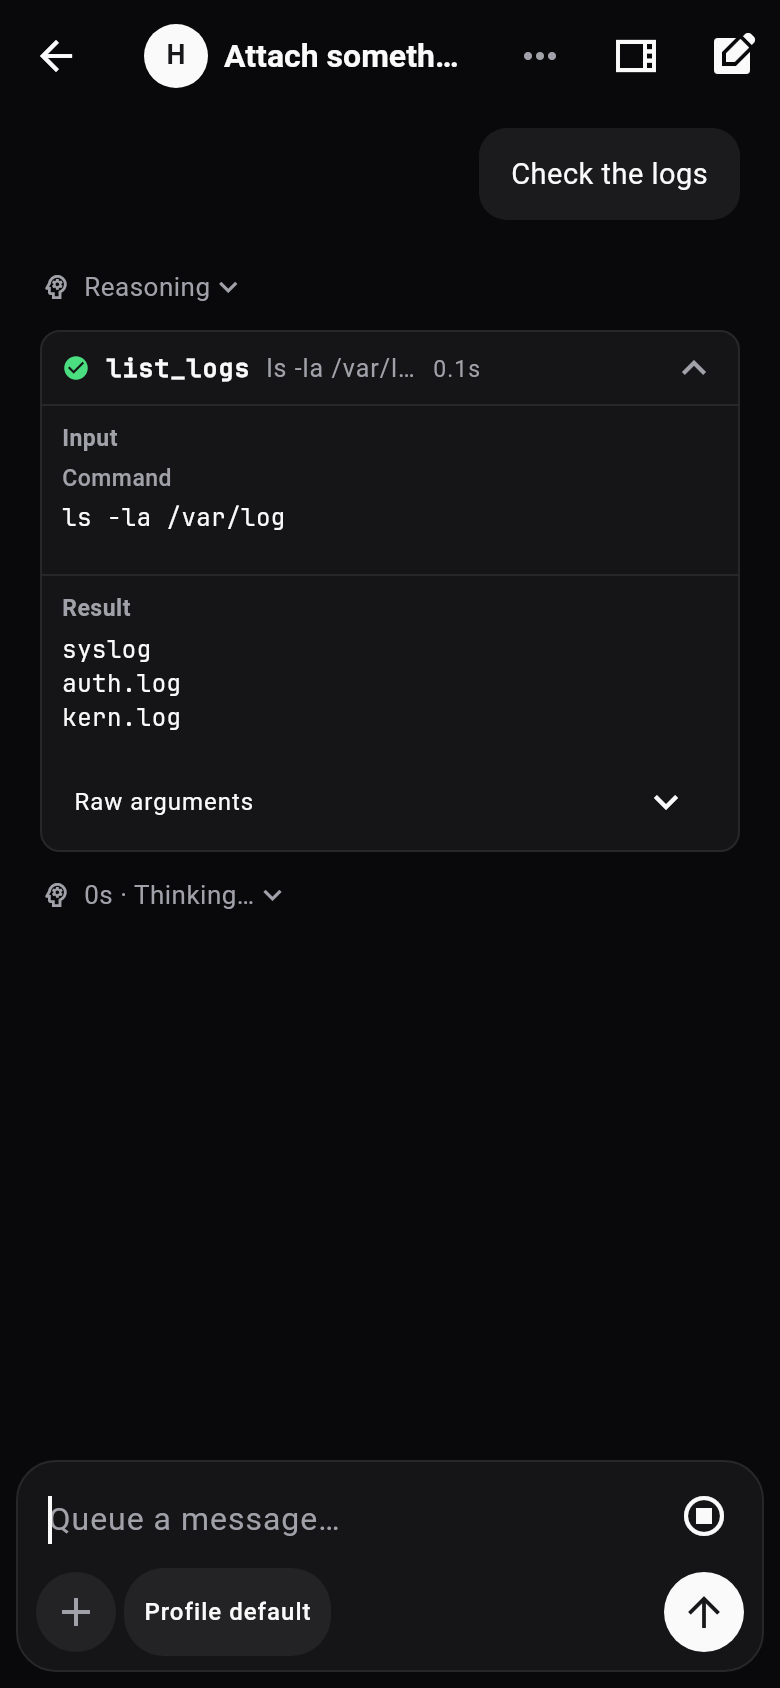 H
Attach someth…
Check the logs
Reasoning
list_logs ls -la /var/l… 0.1s
Input
Command
ls -la /var/log
Result
syslog
auth.log
kern.log
Raw arguments
0s · Thinking…
Queue a message…
Profile default